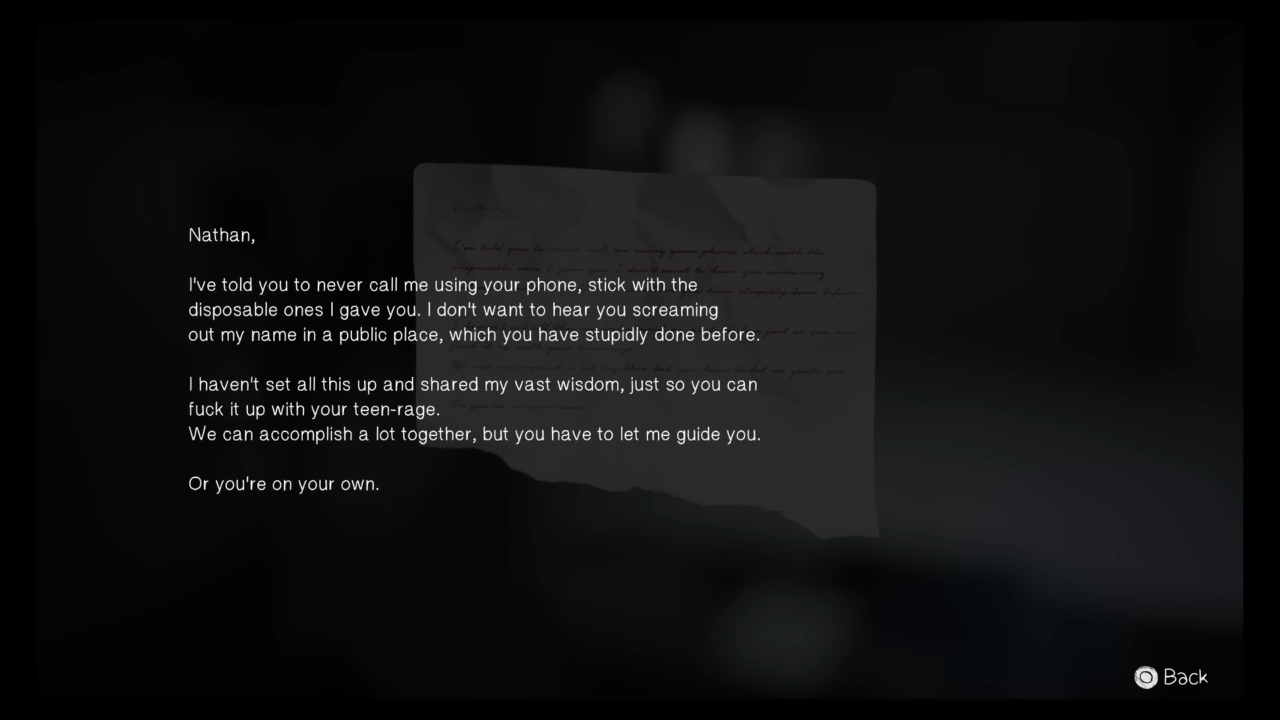 Nathan,
I've told you to never call me using your phone, stick with the
disposable ones I gave you. I don't want to hear you screaming
out my name in a public place, which you have stupidly done before.
I haven't set all this up and shared my vast wisdom, just so you can
fuck it up with your teen-rage.
We can accomplish a lot together, but you have to let me guide you.
Or you're on your own.
Back